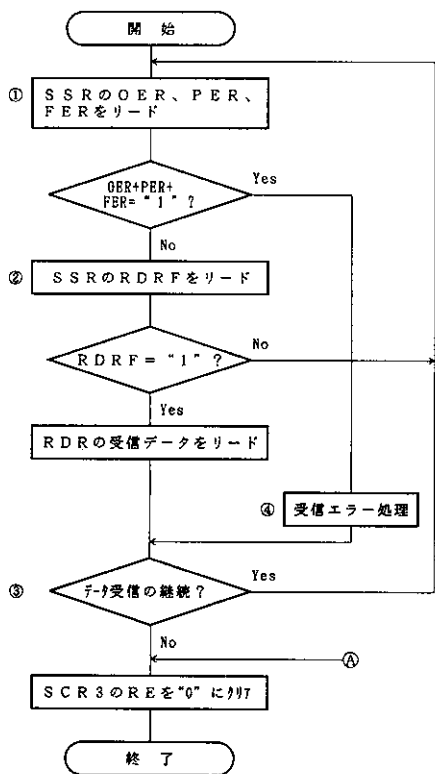 開始
① SSRのOER、PER、
FERをリード
OER+PER+
FER=“1”?
Yes
No
② SSRのRDRFをリード
RDRF=“1”?
No
Yes
RDRの受信データをリード
④ 受信エラー処理
③ データ受信の継続?
Yes
No
Ⓐ
SCR3のREを“0”にクリア
終了